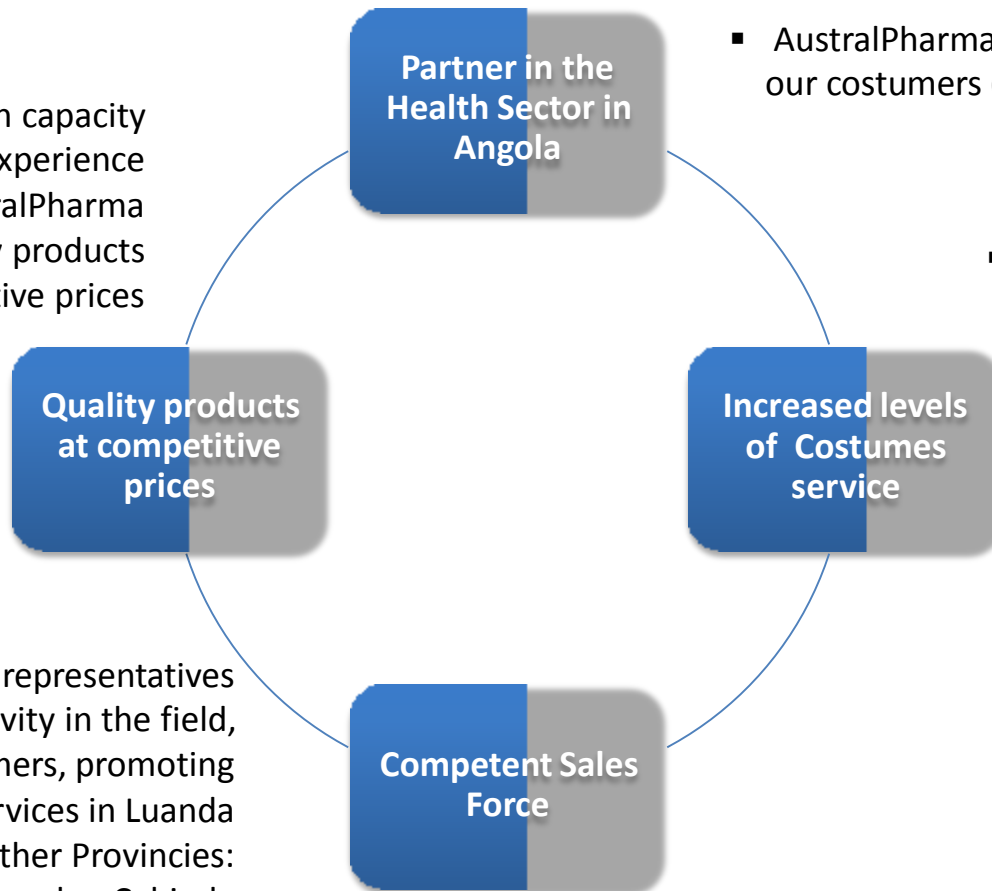 Partner in the
Health Sector in
Angola
▪ AustralPharma
our costumers
capacity
xperience
ralPharma
products
tive prices
▪
Quality products
at competitive
prices
Increased levels
of Costumes
service
representatives
vity in the field,
ners, promoting
rvices in Luanda
ther Provincies:
Competent Sales
Force